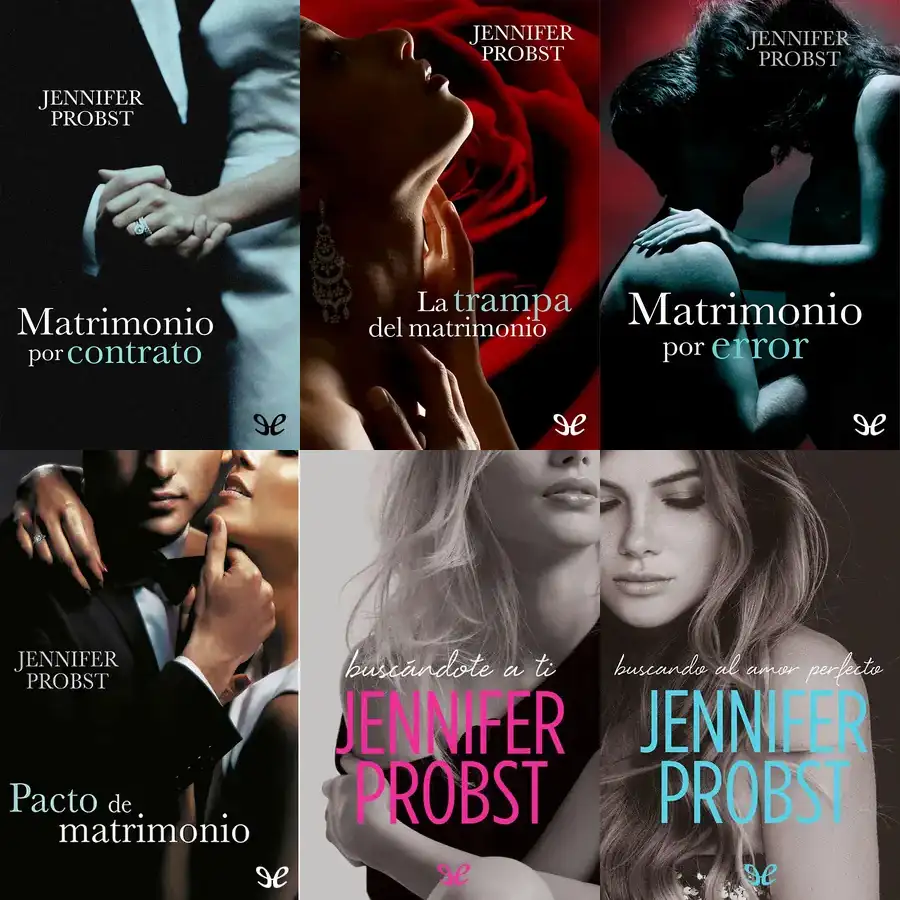 JENNIFER
PROBST
Matrimonio
por contrato
JENNIFER
PROBST
La trampa
del matrimonio
JENNIFER
PROBST
Matrimonio
por error
JENNIFER
PROBST
Pacto de
matrimonio
buscándote a ti
JENNIFER
PROBST
buscando al amor perfecto
JENNIFER
PROBST